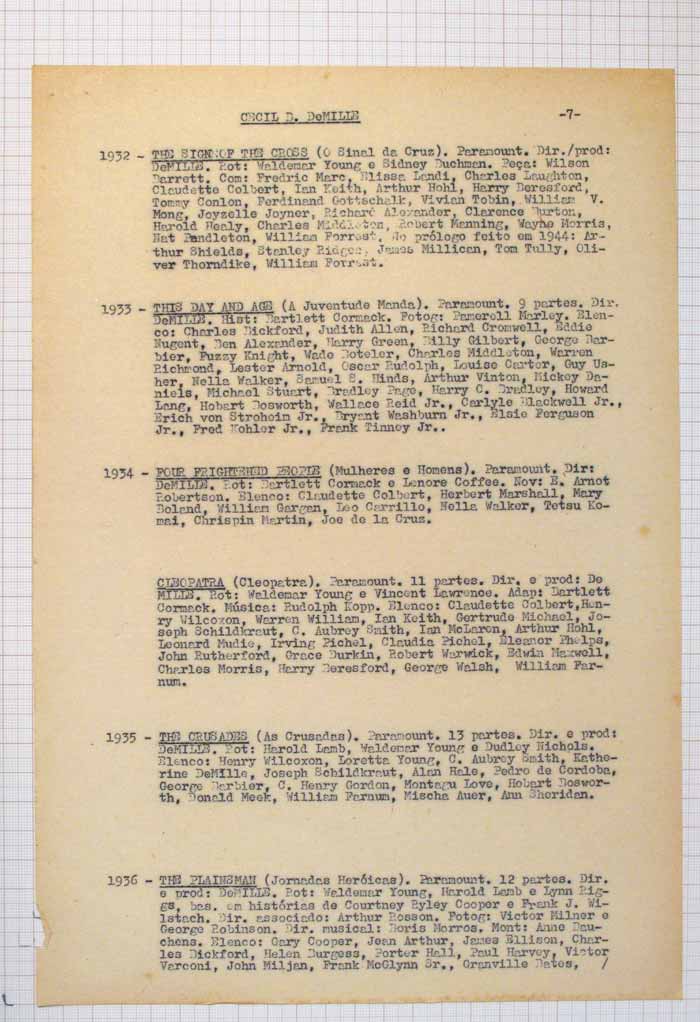 CECIL B. DeMILLE -7-
1932 - THE SIGN OF THE CROSS (O Sinal da Cruz). Paramount. Dir./prod:
DeMILLE. Rot: Waldemar Young e Sidney Buchman. Peça: Wilson
Barrett. Com: Fredric Marc, Elissa Landi, Charles Laughton,
Claudette Colbert, Ian Keith, Arthur Hohl, Harry Beresford,
Tommy Conlon, Ferdinand Gottschalk, Vivian Tobin, William V.
Mong, Joyzelle Joyner, Richard Alexander, Clarence Burton,
Harold Healy, Charles Middleton, Robert Manning, Wayne Morris,
Nat Pendleton, William Forrest. No prólogo feito em 1944: Ar-
thur Shields, Stanley Ridges, James Millican, Tom Tully, Oli-
ver Thorndike, William Forrest.
1933 - THIS DAY AND AGE (A Juventude Manda). Paramount. 9 partes. Dir.
DeMILLE. Hist: Bartlett Cormack. Fotog: Pamerell Marley. Elen-
co: Charles Bickford, Judith Allen, Richard Cromwell, Eddie
Nugent, Ben Alexander, Harry Green, Billy Gilbert, George Bar-
bier, Fuzzy Knight, Wade Boteler, Charles Middleton, Warren
Richmond, Lester Arnold, Oscar Rudolph, Louise Carter, Guy Us-
her, Nella Walker, Samuel S. Hinds, Arthur Vinton, Mickey Da-
niels, Michael Stuart, Bradley Page, Harry C. Bradley, Howard
Lang, Hobart Bosworth, Wallace Reid Jr., Carlyle Blackwell Jr.,
Erich von Stroheim Jr., Bryant Washburn Jr., Elsie Ferguson
Jr., Fred Kohler Jr., Frank Tinney Jr..
1934 - FOUR FRIGHTENED PEOPLE (Mulheres e Homens). Paramount. Dir:
DeMILLE. Rot: Bartlett Cormack e Lenore Coffee. Nov: E. Arnot
Robertson. Elenco: Claudette Colbert, Herbert Marshall, Mary
Boland, William Gargan, Leo Carrillo, Nella Walker, Tetsu Ko-
mai, Chrispin Martin, Joe de la Cruz.
CLEOPATRA (Cleopatra). Paramount. 11 partes. Dir. e prod: De
MILLE. Rot: Waldemar Young e Vincent Lawrence. Adap: Bartlett
Cormack. Música: Rudolph Kopp. Elenco: Claudette Colbert,Hen-
ry Wilcoxon, Warren William, Ian Keith, Gertrude Michael, Jo-
seph Schildkraut, C. Aubrey Smith, Ian McLaren, Arthur Hohl,
Leonard Mudie, Irving Pichel, Claudia Pichel, Eleanor Phelps,
John Rutherford, Grace Durkin, Robert Warwick, Edwin Maxwell,
Charles Morris, Harry Beresford, George Walsh, William Far-
num.
1935 - THE CRUSADES (As Crusadas). Paramount. 13 partes. Dir. e prod:
DeMILLE. Rot: Harold Lamb, Waldemar Young e Dudley Nichols.
Elenco: Henry Wilcoxon, Loretta Young, C. Aubrey Smith, Kathe-
rine DeMille, Joseph Schildkraut, Alan Hale, Pedro de Cordoba,
George Barbier, C. Henry Gordon, Montagu Love, Hobart Boswor-
th, Donald Meek, William Farnum, Mischa Auer, Ann Sheridan.
1936 - THE PLAINSMAN (Jornadas Heróicas). Paramount. 12 partes. Dir.
e prod: DeMILLE. Rot: Waldemar Young, Harold Lamb e Lynn Rig-
gs, bas. em histórias de Courtney Ryley Cooper e Frank J. Wi-
lstach. Dir. associado: Arthur Rosson. Fotog: Victor Milner e
George Robinson. Dir. musical: Boris Morros. Mont: Anne Bau-
chens. Elenco: Gary Cooper, Jean Arthur, James Ellison, Char-
les Bickford, Helen Burgess, Porter Hall, Paul Harvey, Victor
Varconi, John Miljan, Frank McGlynn Sr., Granville Bates, /